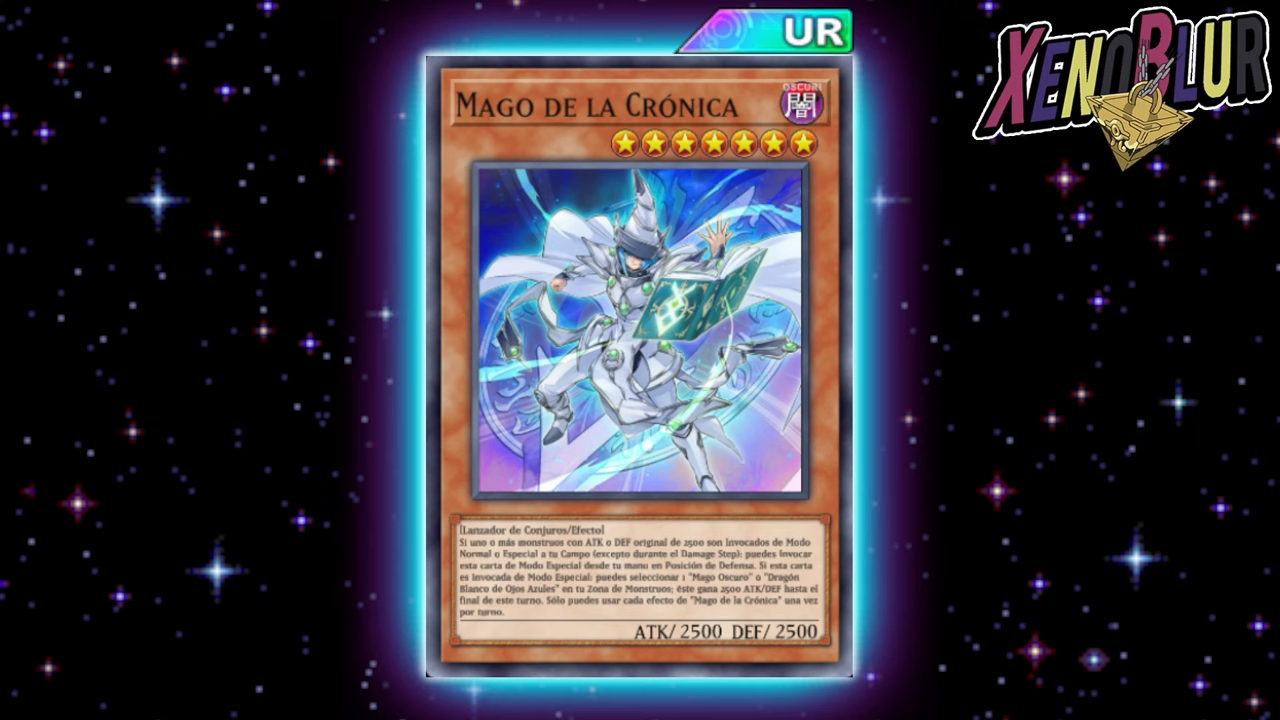 UR
XENOBLUR
MAGO DE LA CRÓNICA
OSCURI
闇
[Lanzador de Conjuros/Efecto]
Si uno o más monstruos con ATK o DEF original de 2500 son Invocados de Modo
Normal o Especial a tu Campo (excepto durante el Damage Step): puedes Invocar
esta carta de Modo Especial desde tu mano en Posición de Defensa. Si esta carta
es Invocada de Modo Especial: puedes seleccionar 1 "Mago Oscuro" o "Dragón
Blanco de Ojos Azules" en tu Zona de Monstruos; éste gana 2500 ATK/DEF hasta el
final de este turno. Sólo puedes usar cada efecto de "Mago de la Crónica" una vez
por turno.
ATK/ 2500 DEF/ 2500